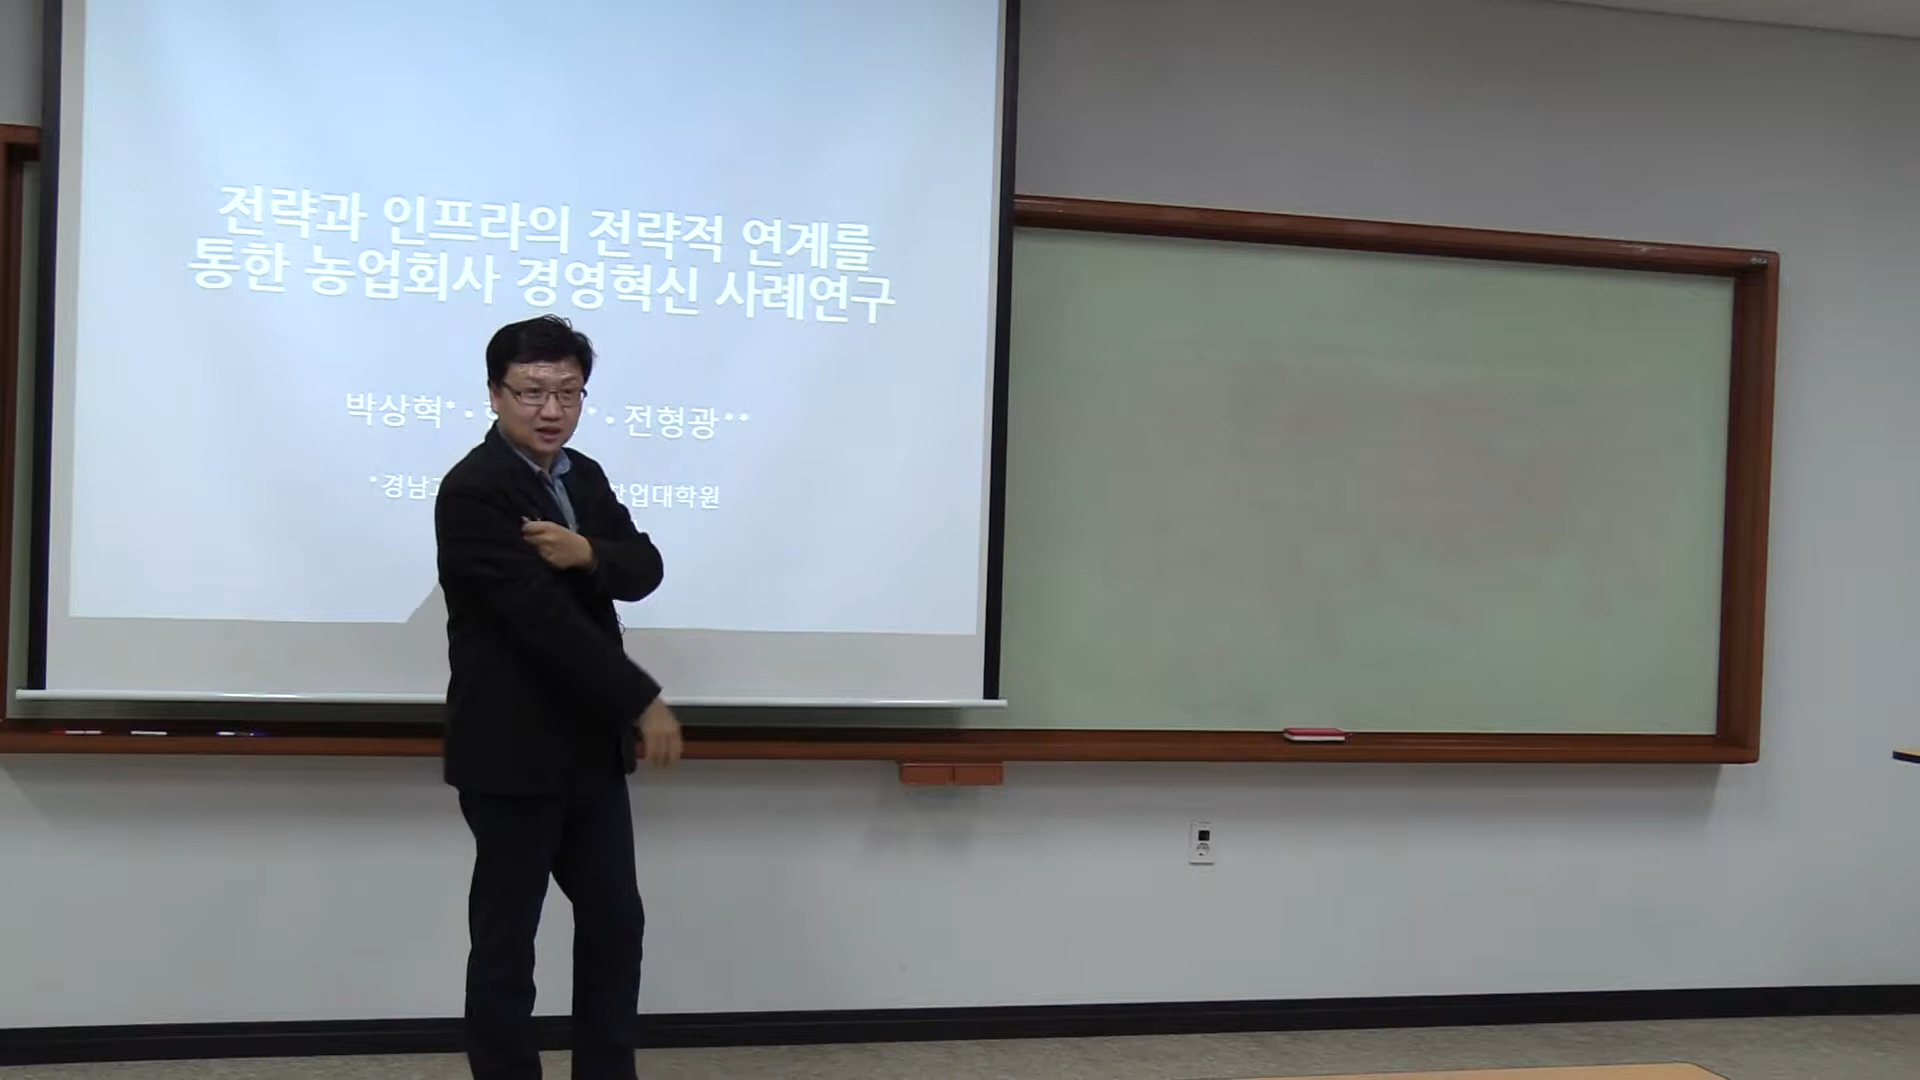 전략과 인프라의 전략적 연계를
통한 농업회사 경영혁신 사례연구
박상혁* • • 전형광**
*경남 창업대학원